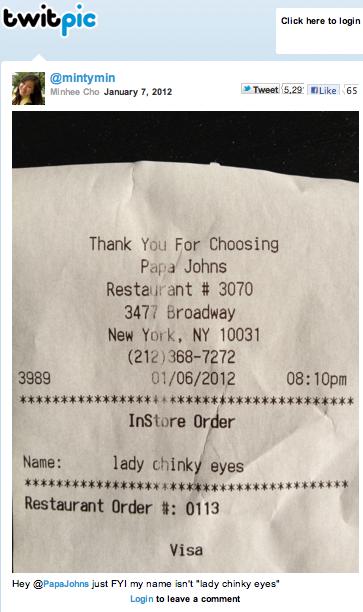 twitpic
Click here to login
@mintymin
Minhee Cho January 7, 2012
Tweet 5,29 Like 65
Thank You For Choosing
Papa Johns
Restaurant # 3070
3477 Broadway
New York, NY 10031
(212)368-7272
3989 01/06/2012 08:10pm
****************************************
InStore Order
Name: lady chinky eyes
****************************************
Restaurant Order #: 0113
Visa
Hey @PapaJohns just FYI my name isn't "lady chinky eyes"
Login to leave a comment